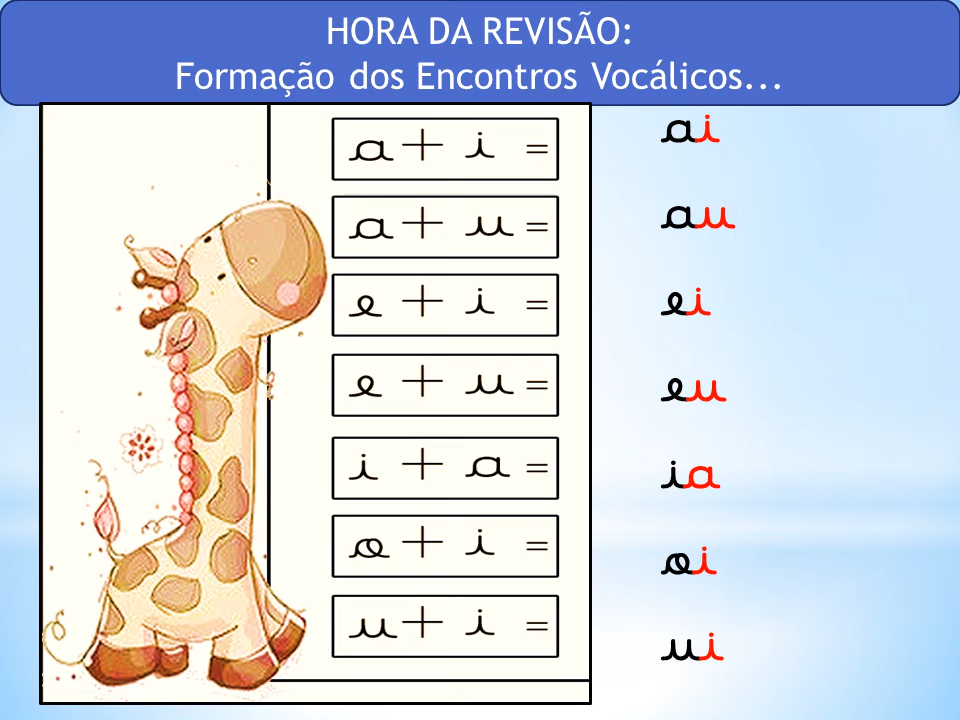 HORA DA REVISÃO:
Formação dos Encontros Vocálicos...
a + i = ai
a + u = au
e + i = ei
e + u = eu
i + a = ia
o + i = oi
u + i = ui